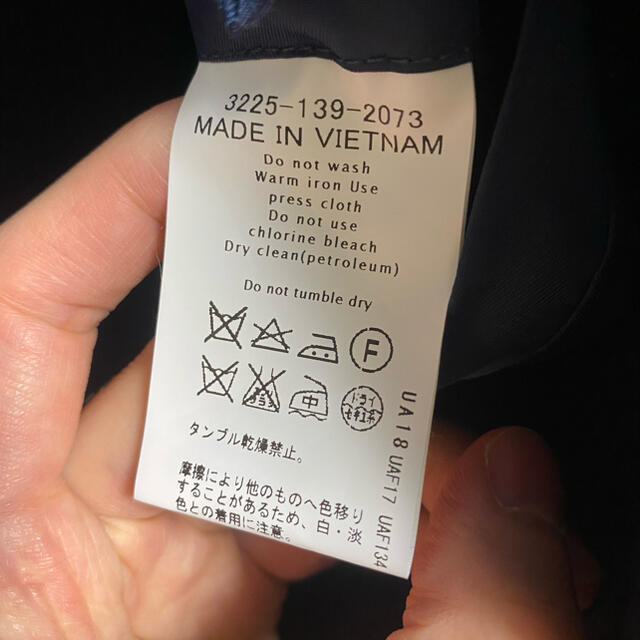 3225-139-2073
MADE IN VIETNAM
Do not wash
Warm iron Use
press cloth
Do not use
chlorine bleach
Dry clean(petroleum)
Do not tumble dry
F
中
ドライ
タンブル乾燥禁止。
摩擦により他のものへ色移り
することがあるため、白・淡
色との着用に注意。
UA18 UAF17 UAF134